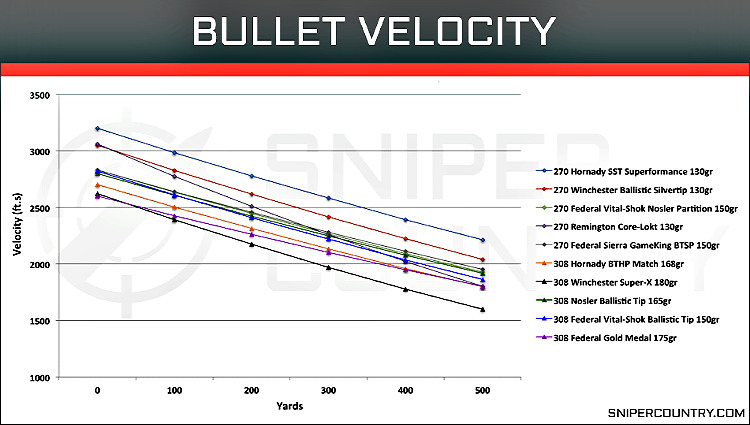 BULLET VELOCITY
3500
3000
2500
2000
1500
1000
Velocity (ft.s)
0 100 200 300 400 500
Yards
SNIPER
COUNTRY
270 Hornady SST Superformance 130gr
270 Winchester Ballistic Silvertip 130gr
270 Federal Vital-Shok Nosler Partition 150gr
270 Remington Core-Lokt 130gr
270 Federal Sierra GameKing BTSP 150gr
308 Hornady BTHP Match 168gr
308 Winchester Super-X 180gr
308 Nosler Ballistic Tip 165gr
308 Federal Vital-Shok Ballistic Tip 150gr
308 Federal Gold Medal 175gr
SNIPERCOUNTRY.COM